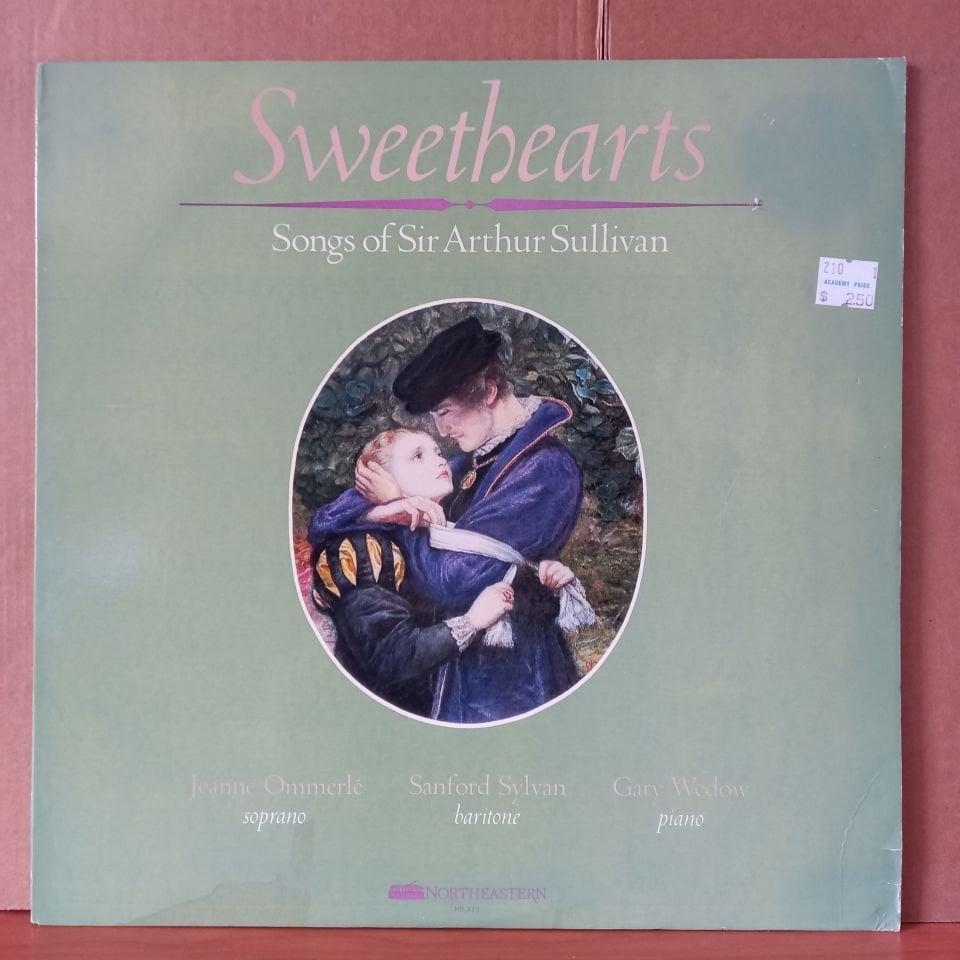 Sweethearts
Songs of Sir Arthur Sullivan
210 1
ACADEMY PRICE
$ 2.50
Jeanne Ommerlé Sanford Sylvan Gary Wedow
soprano baritone piano
NORTHEASTERN